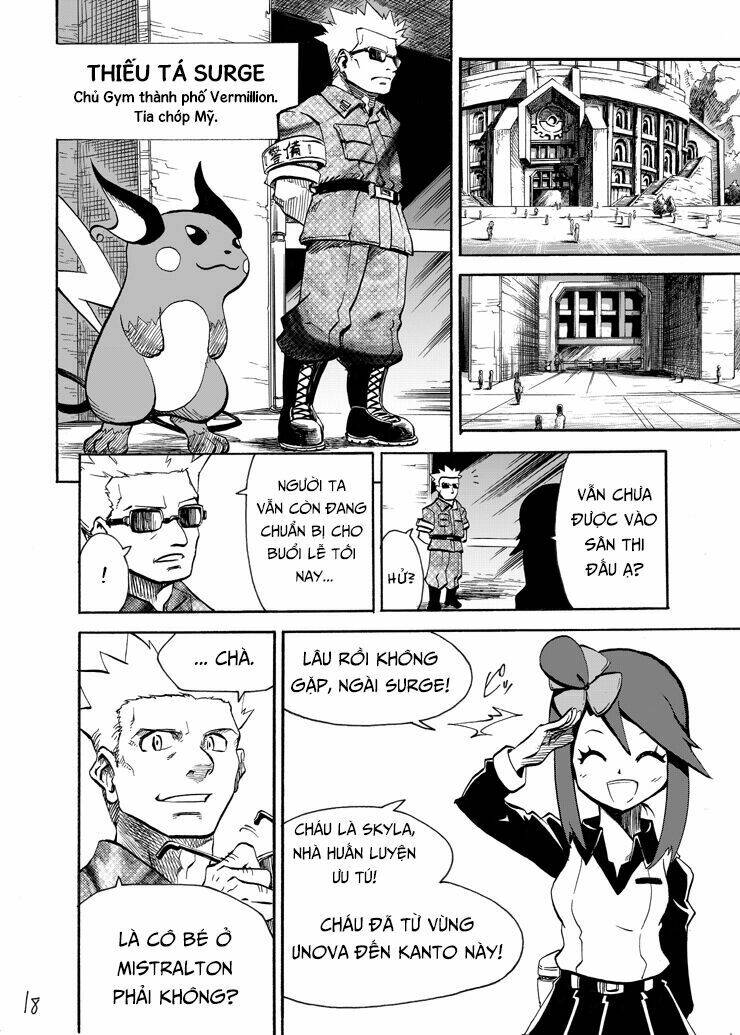 THIẾU TÁ SURGE
Chủ Gym thành phố Vermillion.
Tia chớp Mỹ.
警備
VẪN CHƯA
ĐƯỢC VÀO
SÂN THI
ĐẤU Ạ?
HỬ?
NGƯỜI TA
VẪN CÒN ĐANG
CHUẨN BỊ CHO
BUỔI LỄ TỐI
NAY...
!
LÂU RỒI KHÔNG
GẶP, NGÀI SURGE!
... CHÀ.
CHÁU LÀ SKYLA,
NHÀ HUẤN LUYỆN
ƯU TÚ!
CHÁU ĐÃ TỪ VÙNG
UNOVA ĐẾN KANTO NÀY!
LÀ CÔ BÉ Ở
MISTRALTON
PHẢI KHÔNG?
18